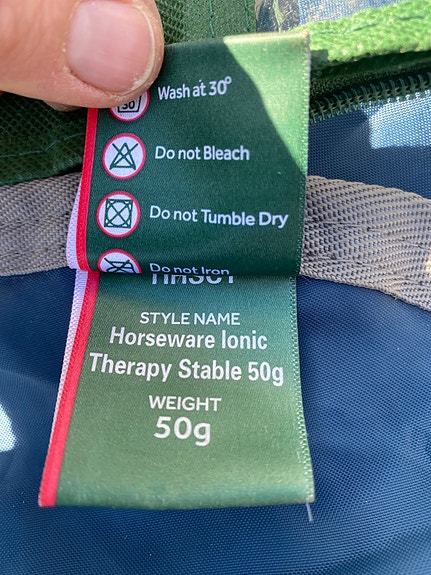 30
Wash at 30°
Do not Bleach
Do not Tumble Dry
Do not Iron
STYLE NAME
Horseware Ionic
Therapy Stable 50g
WEIGHT
50g